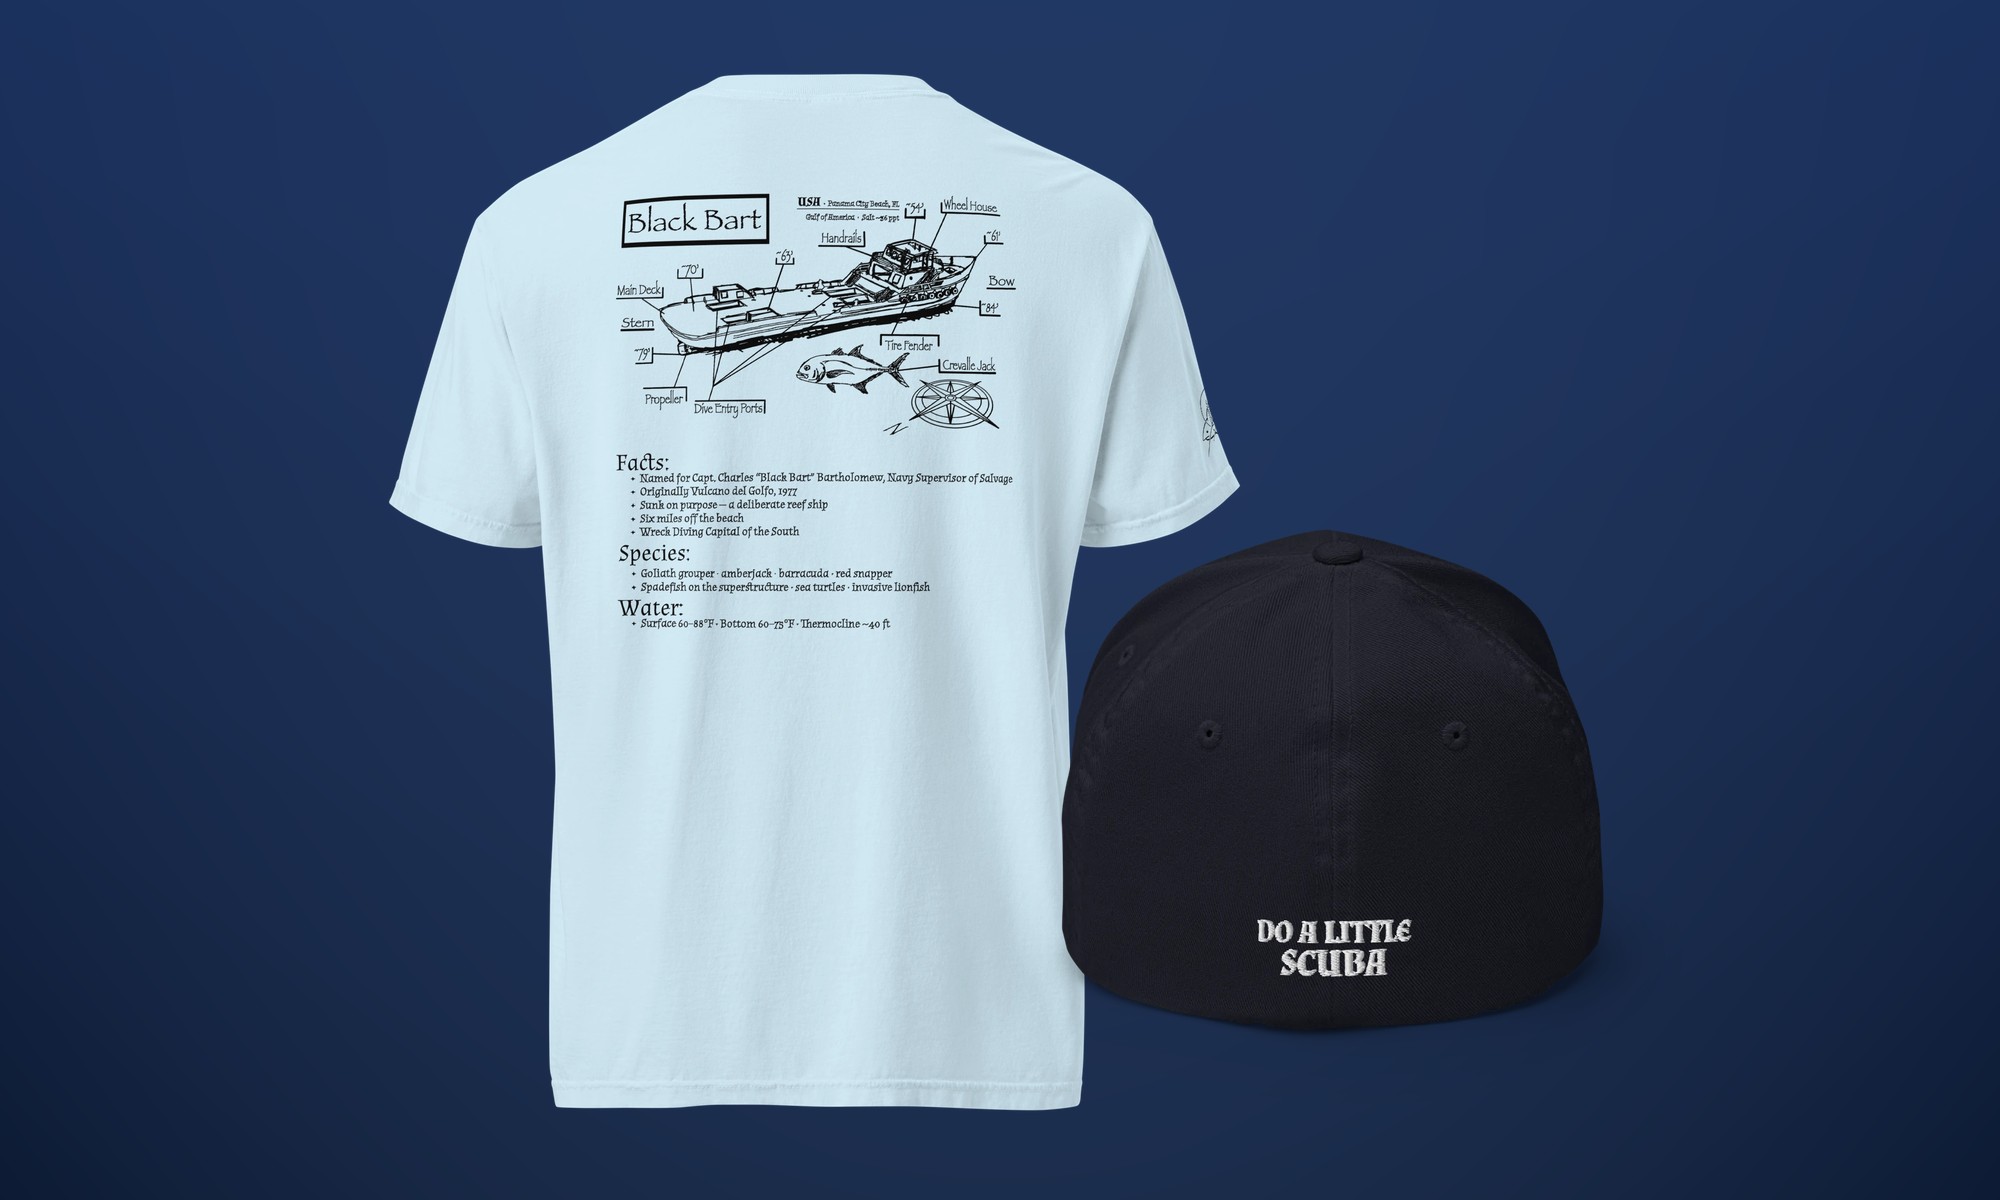 Black Bart
USA · Panama City Beach, FL
Gulf of America · Salt ~36 ppt
~54'
Wheel House
Handrails
~61'
~63'
~70'
Main Deck
Bow
~84'
Stern
Tire Fender
~79'
Crevalle Jack
Propeller
Dive Entry Ports
N
Facts:
Named for Capt. Charles “Black Bart” Bartholomew, Navy Supervisor of Salvage
Originally Vulcano del Golfo, 1977
Sunk on purpose — a deliberate reef ship
Six miles off the beach
Wreck Diving Capital of the South
Species:
Goliath grouper · amberjack · barracuda · red snapper
Spadefish on the superstructure · sea turtles · invasive lionfish
Water:
Surface 60–88°F · Bottom 60–75°F · Thermocline ~40 ft
DO A LITTLE
SCUBA